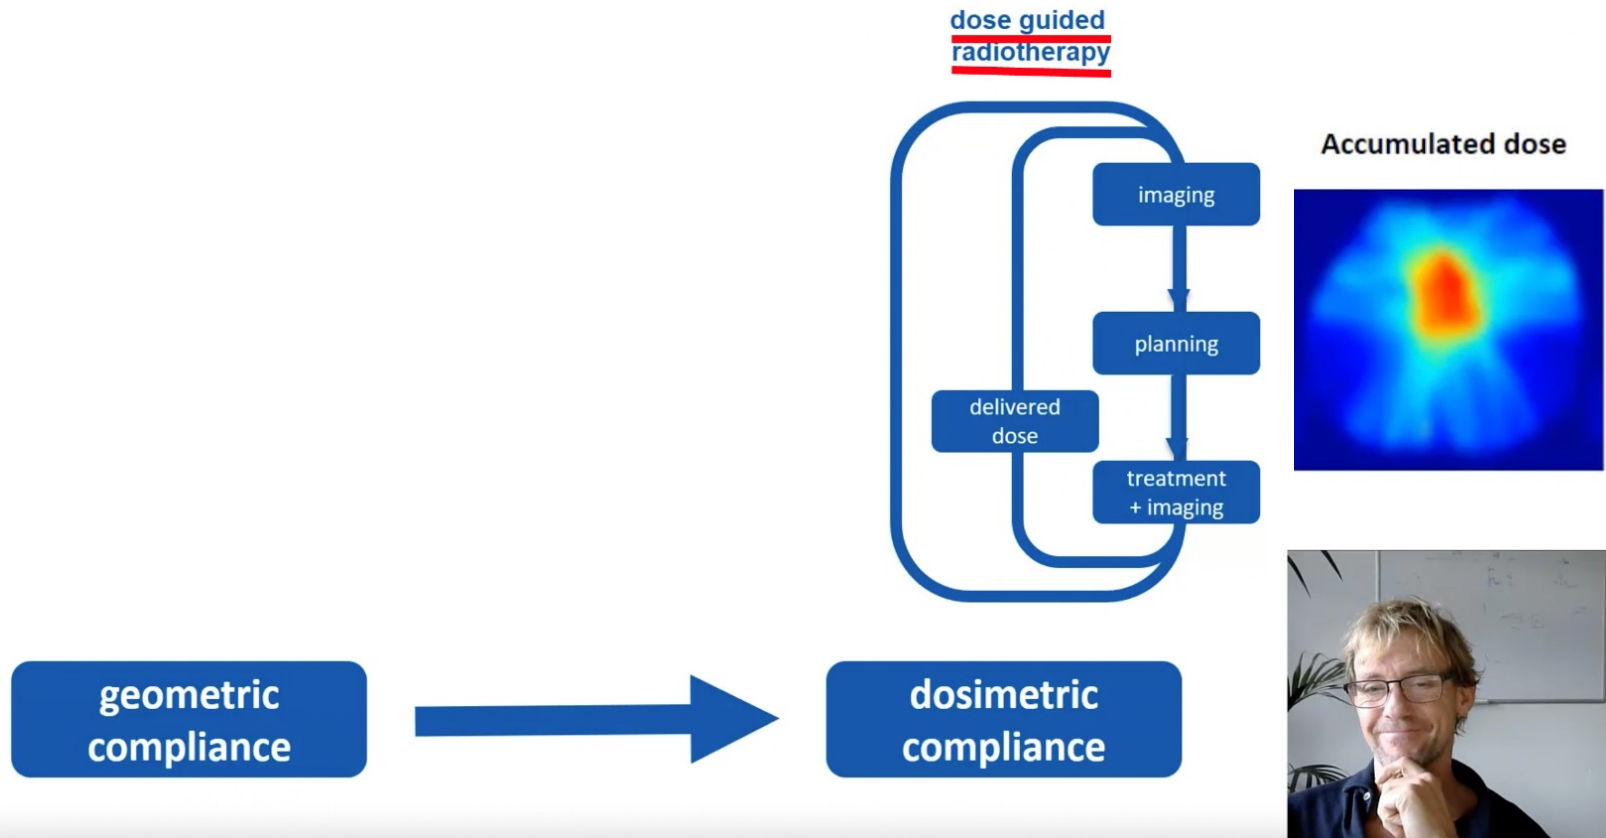 dose guided
radiotherapy
Accumulated dose
imaging
planning
delivered
dose
treatment
+ imaging
geometric
compliance
dosimetric
compliance